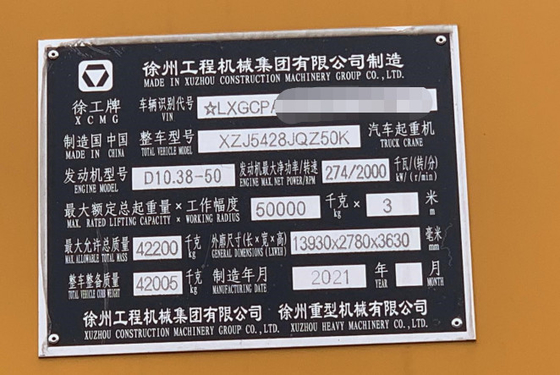 徐州工程机械集团有限公司制造
MADE IN XUZHOU CONSTRUCTION MACHINERY GROUP CO.,LTD.
徐工牌
XCMG
车辆识别代号
VIN
☆LXGCPA
制造国 中国
MADE IN CHINA
整车型号
TOTAL VEHICLE MODEL
XZJ5428JQZ50K
汽车起重机
TRUCK CRANE
发动机型号
ENGINE MODEL
D10.38-50
发动机最大净功率/转速
ENGINE MAX.NET POWER/RPM
274/2000
千瓦/(转/分)
kW/(r/min)
最大额定总起重量×工作幅度
MAX. RATED LIFTING CAPACITY × WORKING RADIUS
50000
千克
kg
×
3
米
m
最大允许总质量
MAX.ALLOWABLE TOTAL MASS
42200
千克
kg
外廊尺寸(长×宽×高)
GENERAL DIMENSIONS (LXWXH)
13930x2780x3630
毫米
mm
整车整备质量
TOTAL VEHICLE CURB WEIGHT
42005
千克
kg
制造年月
MANUFACTURING DATE
2021
年
YEAR
月
MONTH
徐州工程机械集团有限公司
XUZHOU CONSTRUCTION MACHINERY GROUP CO.,LTD.
徐州重型机械有限公司
XUZHOU HEAVY MACHINERY CO.,LTD.